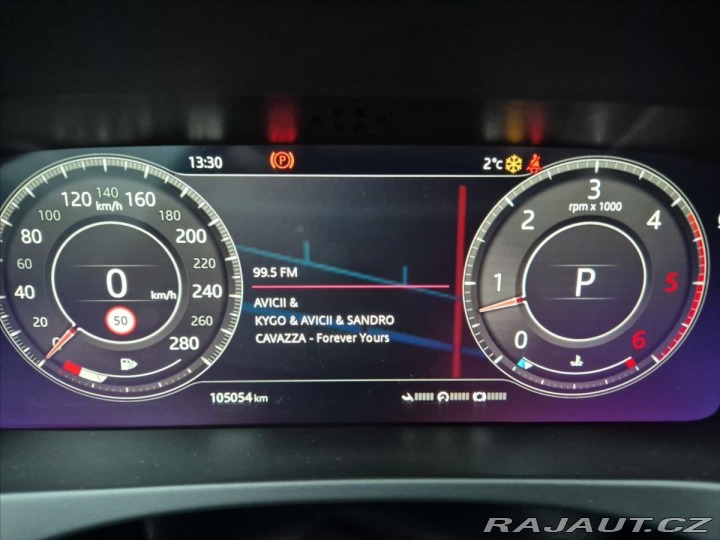 13:30
P
2°c
120 140 160
km/h
100 180
80 200
60 220
40 0 km/h 240
20 50 260
0 280
99.5 FM
AVICII &
KYGO & AVICII & SANDRO
CAVAZZA - Forever Yours
3
rpm x 1000
2 4
1 P 5
0 6
105054 km
RAJAUT.CZ